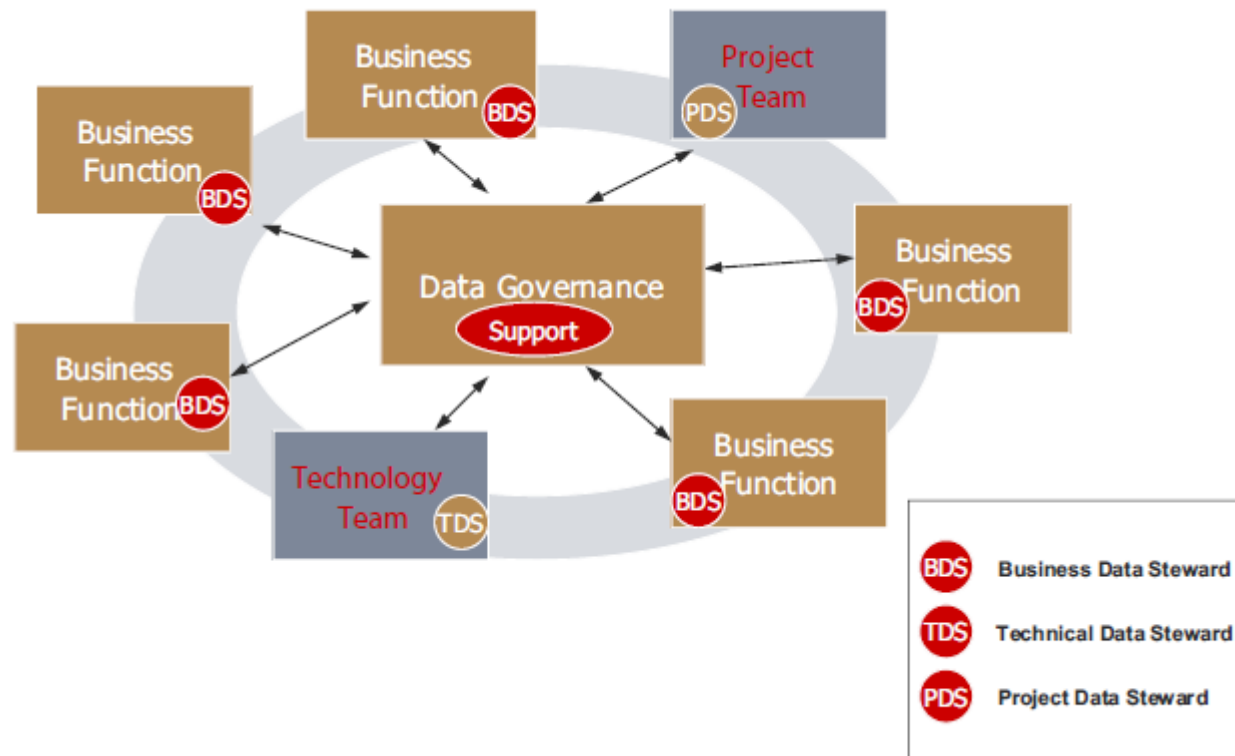 Business
Function
BDS
Project
Team
PDS
Business
Function
BDS
Business
Function
BDS
Data Governance
Support
Business
Function
BDS
Technology
Team
TDS
Business
Function
BDS
BDS Business Data Steward
TDS Technical Data Steward
PDS Project Data Steward